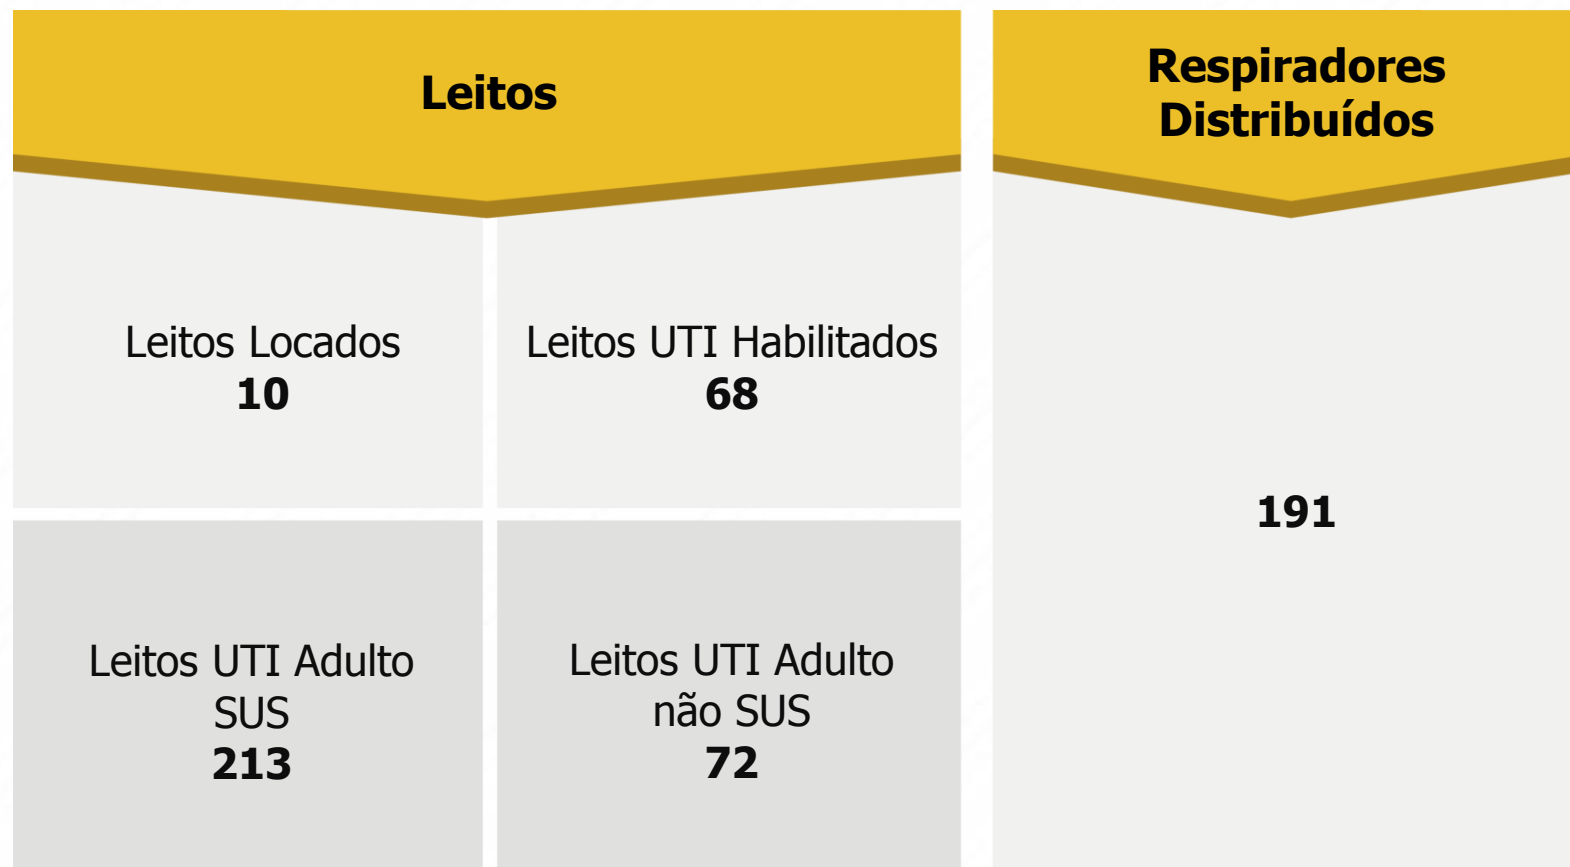 Leitos
Leitos Locados
10
Leitos UTI Habilitados
68
Leitos UTI Adulto
SUS
213
Leitos UTI Adulto
não SUS
72
Respiradores
Distribuídos
191